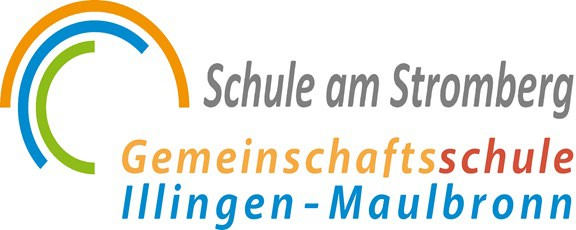 Schule am Stromberg
Gemeinschaftsschule
Illingen-Maulbronn